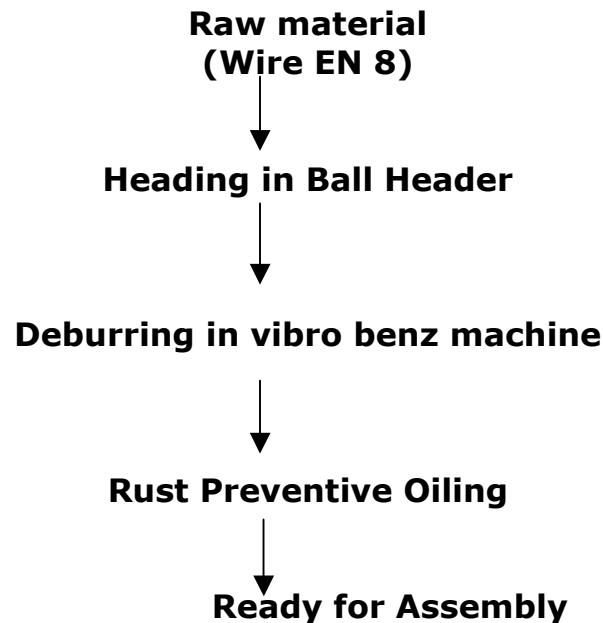 Raw material
(Wire EN 8)
Heading in Ball Header
Deburring in vibro benz machine
Rust Preventive Oiling
Ready for Assembly